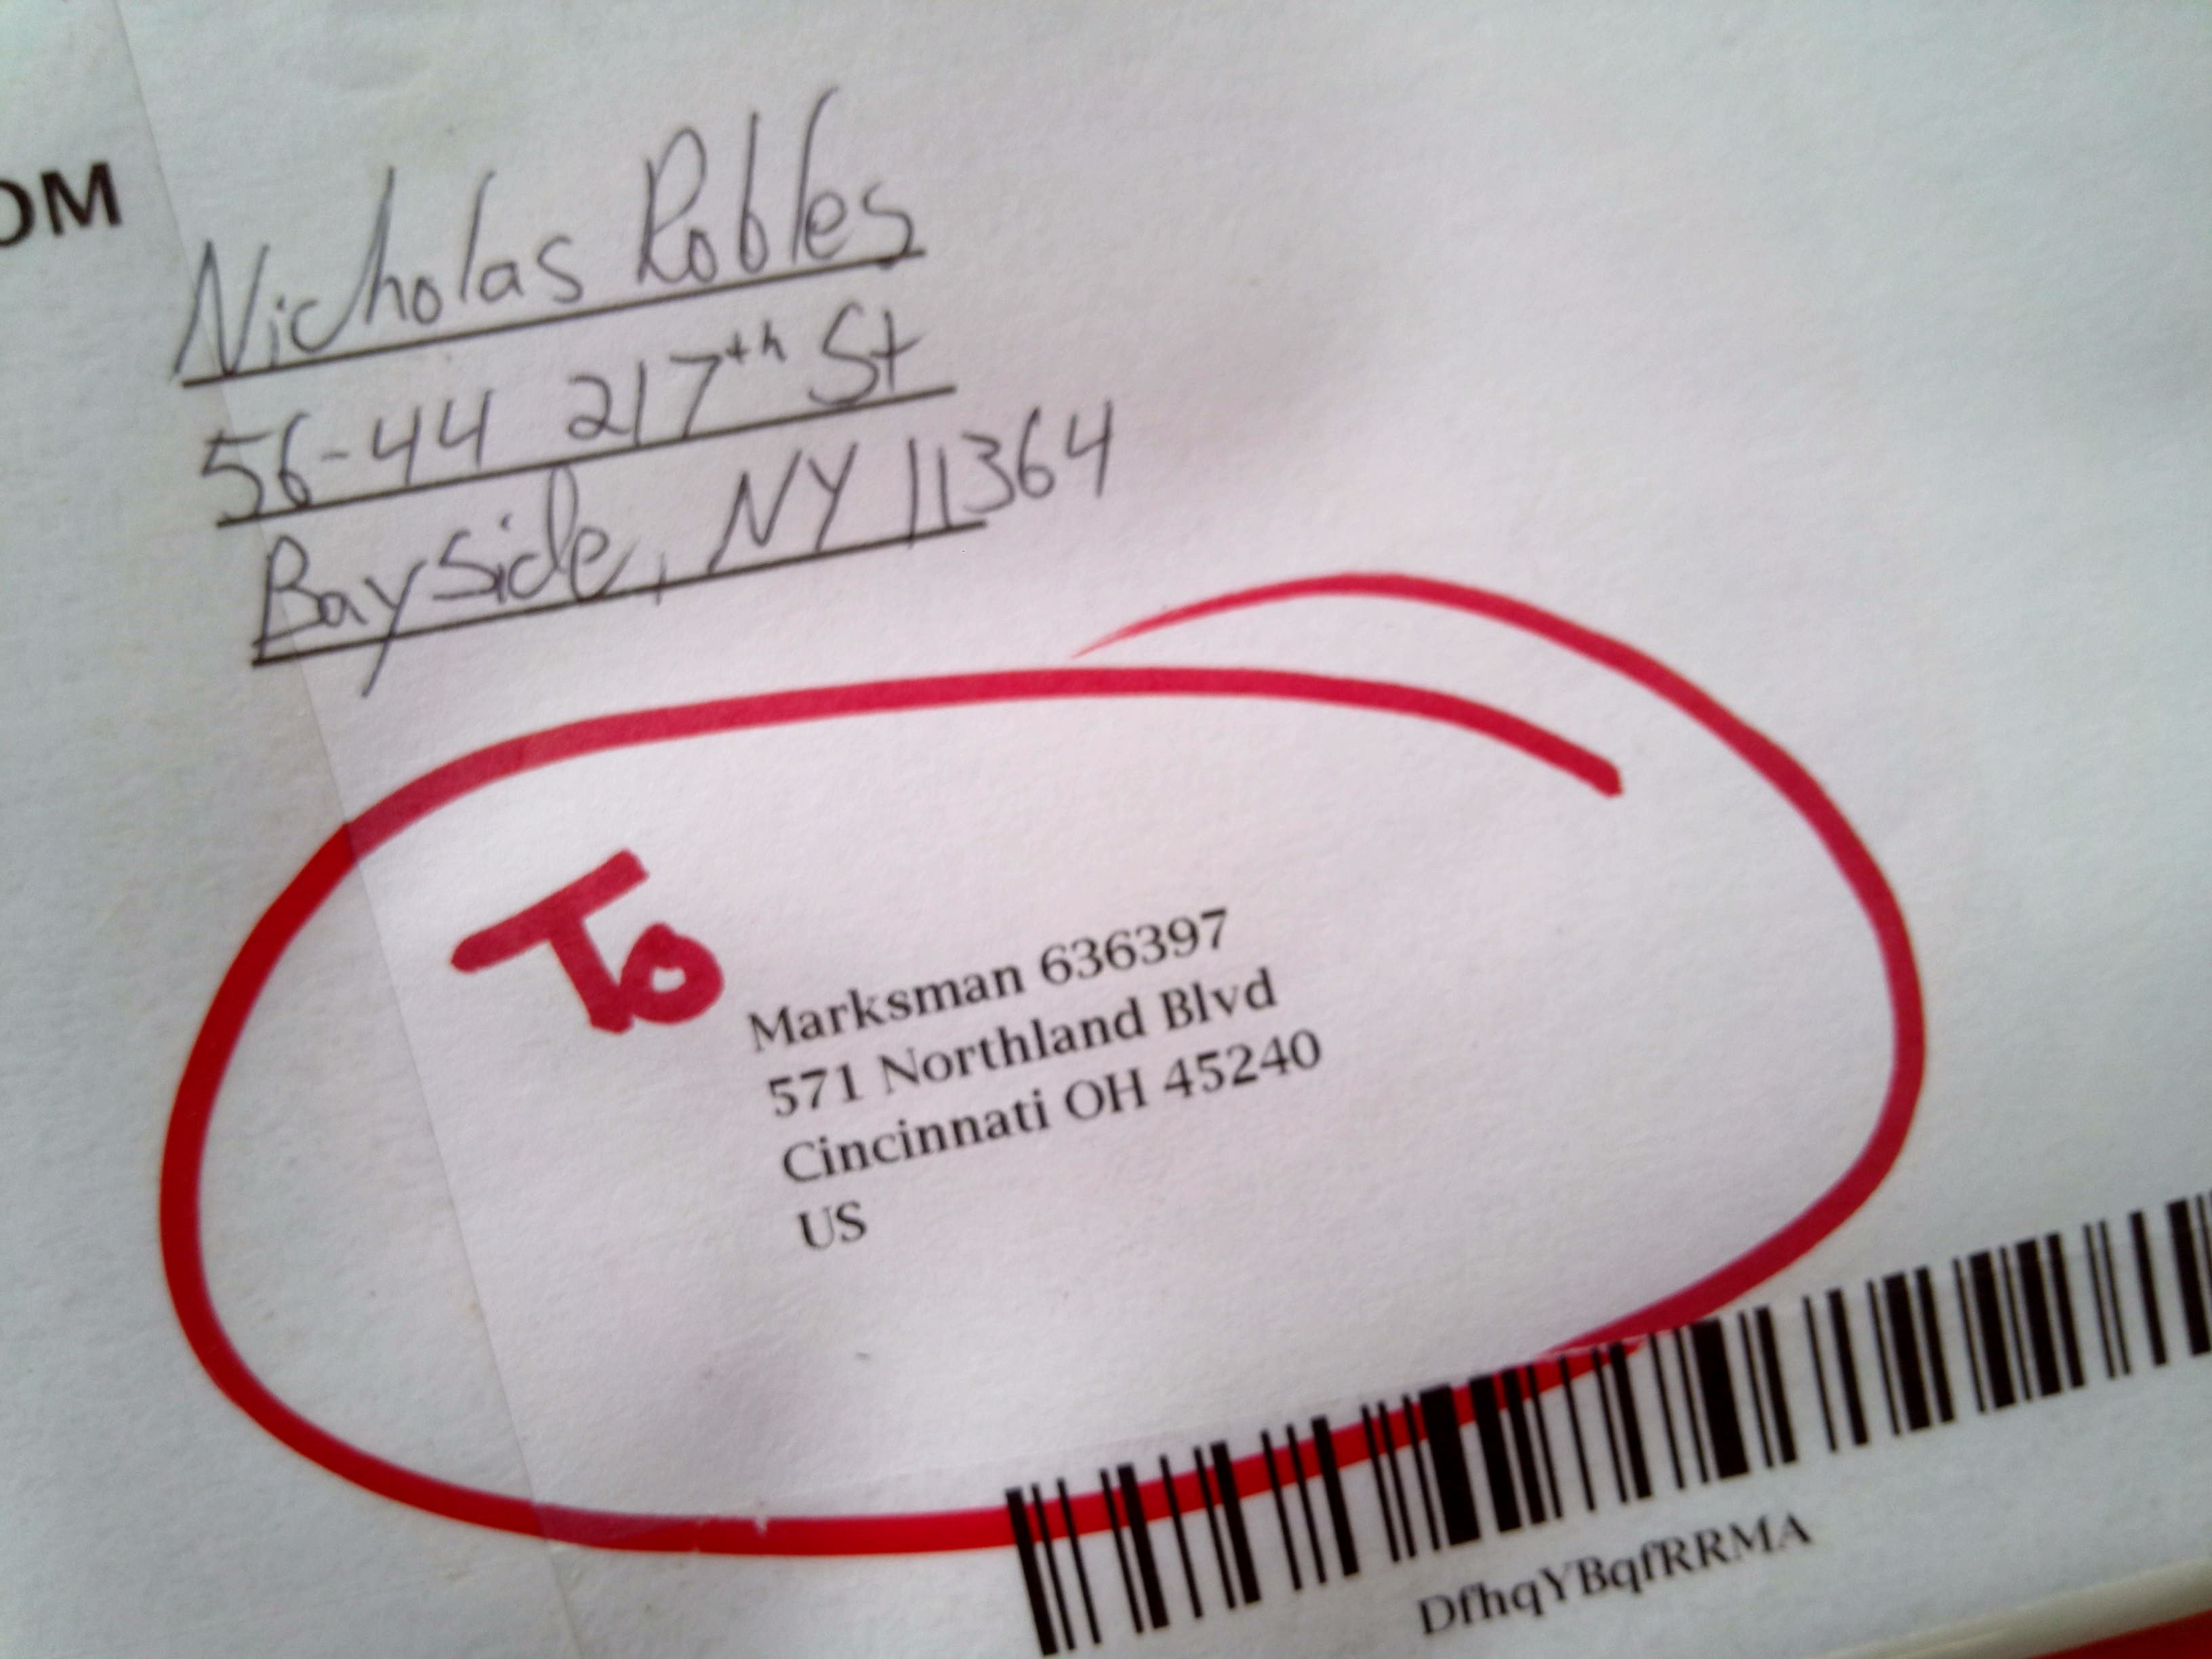 OM
Nicholas Robles
56-44 217th St
Bayside, NY 11364
To
Marksman 636397
571 Northland Blvd
Cincinnati OH 45240
US
DfhqYBqfRRMA